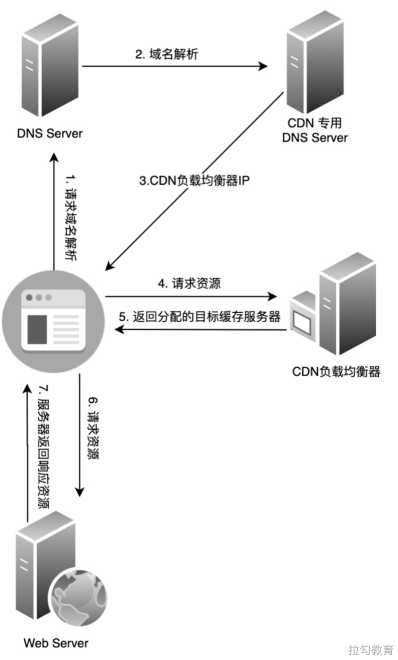 2. 域名解析
DNS Server
CDN 专用
DNS Server
3.CDN负载均衡器IP
1. 请求域名解析
4. 请求资源
5. 返回分配的目标缓存服务器
CDN负载均衡器
6. 请求资源
7. 服务器返回响应资源
Web Server
拉勾教育